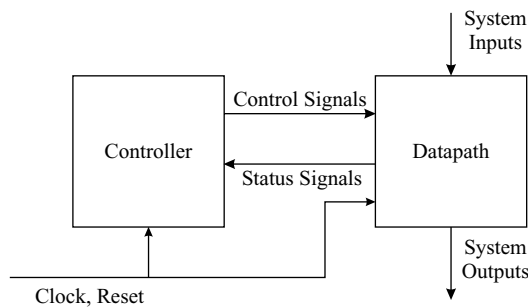 System
Inputs
Control Signals
Controller
Datapath
Status Signals
System
Outputs
Clock, Reset